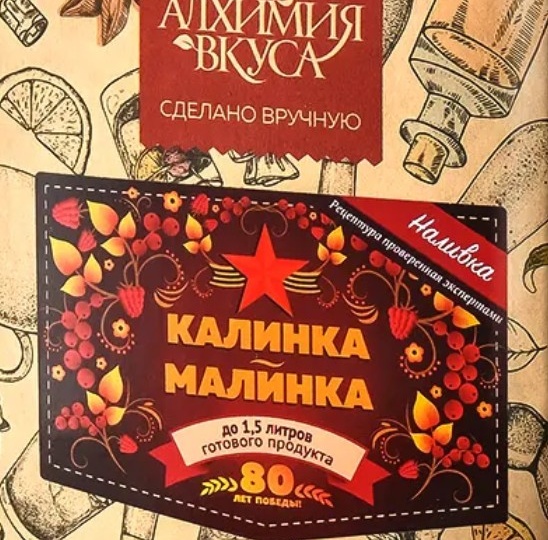 АЛХИМИЯ
ВКУСА
СДЕЛАНО ВРУЧНУЮ
Наливка
Рецептура проверенная экспертами
КАЛИНКА
МАЛИНКА
до 1,5 литров
готового продукта
80
ЛЕТ ПОБЕДЫ!